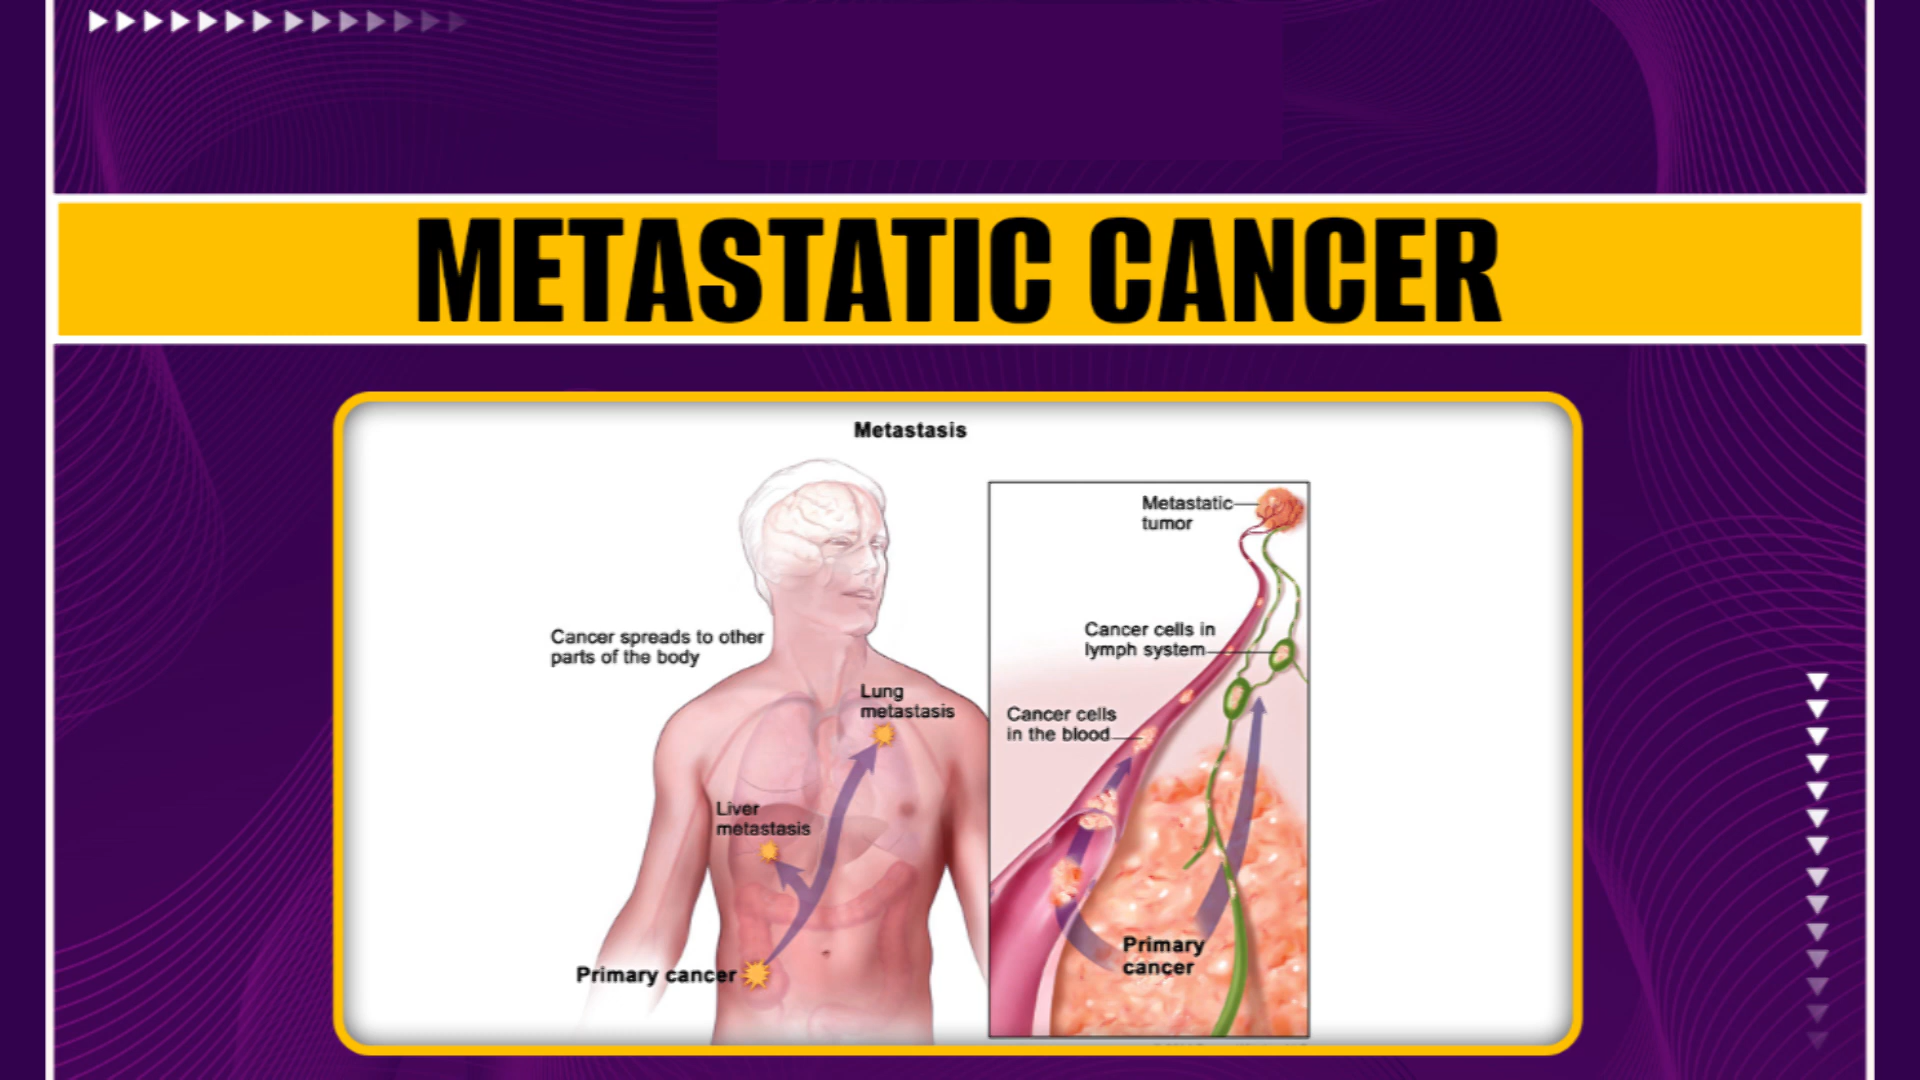 METASTATIC CANCER
Metastasis
Metastatic
tumor
Cancer spreads to other
parts of the body
Cancer cells in
lymph system
Lung
metastasis
Cancer cells
in the blood
Liver
metastasis
Primary cancer
Primary
cancer